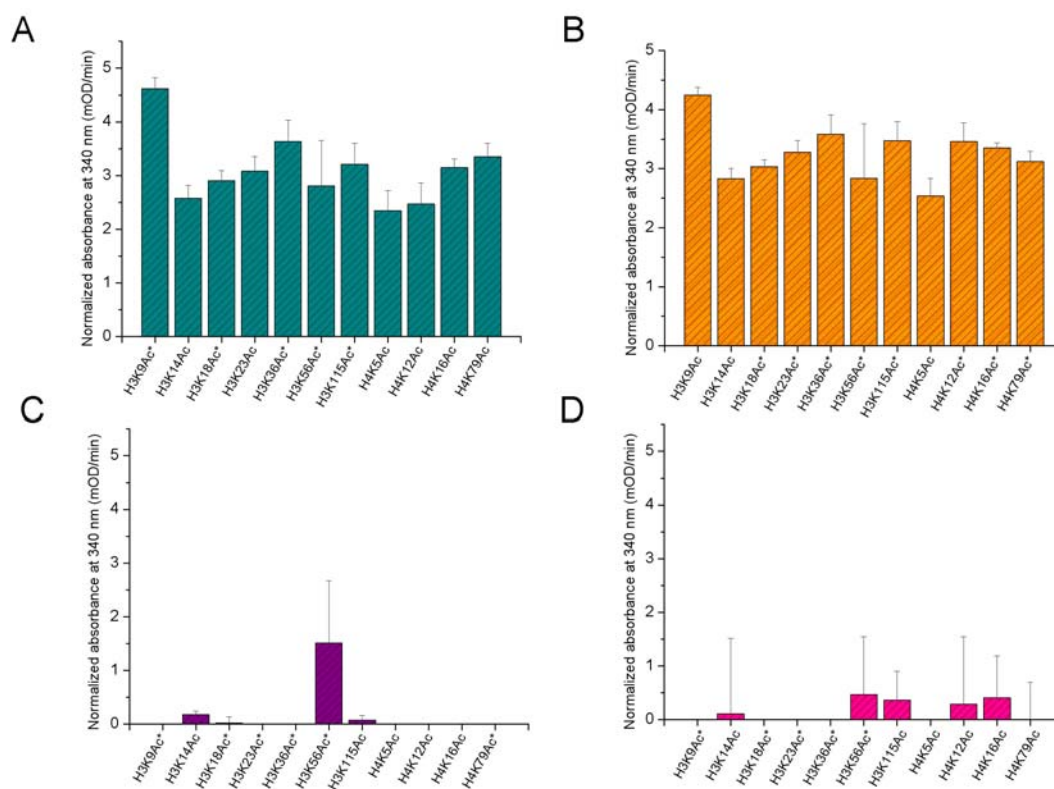 A
Normalized absorbance at 340 nm (mOD/min)
5
4
3
2
1
0
H3K9Ac*
H3K14Ac
H3K18Ac*
H3K23Ac
H3K36Ac*
H3K56Ac*
H3K115Ac*
H4K5Ac
H4K12Ac
H4K16Ac
H4K79Ac
B
Normalized absorbance at 340 nm (mOD/min)
5
4
3
2
1
0
H3K9Ac
H3K14Ac
H3K18Ac*
H3K23Ac*
H3K36Ac*
H3K56Ac*
H3K115Ac*
H4K5Ac
H4K12Ac*
H4K16Ac*
H4K79Ac*
C
Normalized absorbance at 340 nm (mOD/min)
5
4
3
2
1
0
H3K9Ac*
H3K14Ac
H3K18Ac*
H3K23Ac*
H3K36Ac*
H3K56Ac*
H3K115Ac
H4K5Ac
H4K12Ac
H4K16Ac
H4K79Ac*
D
Normalized absorbance at 340 nm (mOD/min)
5
4
3
2
1
0
H3K9Ac*
H3K14Ac
H3K18Ac*
H3K23Ac*
H3K36Ac*
H3K56Ac*
H3K115Ac
H4K5Ac
H4K12Ac
H4K16Ac
H4K79Ac